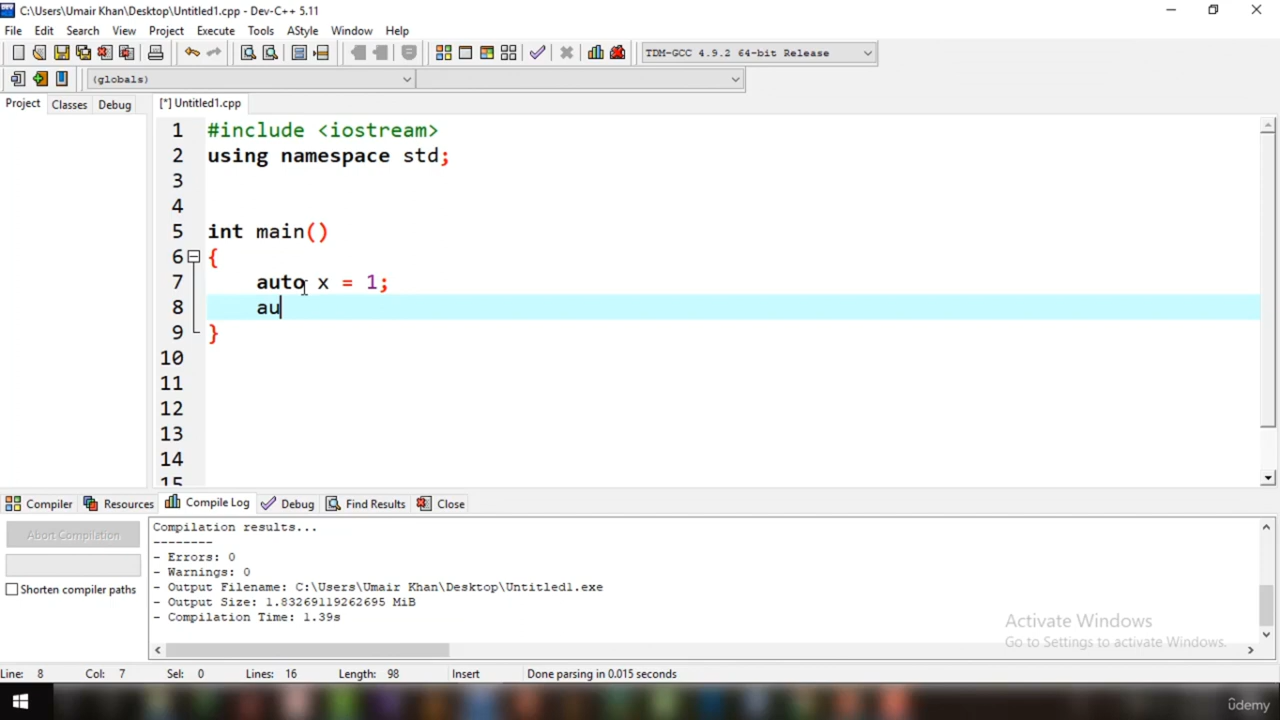 C:\Users\Umair Khan\Desktop\Untitled1.cpp - Dev-C++ 5.11
File Edit Search View Project Execute Tools AStyle Window Help
TDM-GCC 4.9.2 64-bit Release
(globals)
Project Classes Debug [*] Untitled1.cpp
1 #include <iostream>
2 using namespace std;
3
4
5 int main()
6 {
7 auto x = 1;
8 au
9 }
10
11
12
13
14
15
Compiler Resources Compile Log Debug Find Results Close
Abort Compilation
Shorten compiler paths
Compilation results...
--------
- Errors: 0
- Warnings: 0
- Output Filename: C:\Users\Umair Khan\Desktop\Untitled1.exe
- Output Size: 1.83269119262695 MiB
- Compilation Time: 1.39s
Activate Windows
Go to Settings to activate Windows.
Line: 8 Col: 7 Sel: 0 Lines: 16 Length: 98 Insert Done parsing in 0.015 seconds
ûdemy